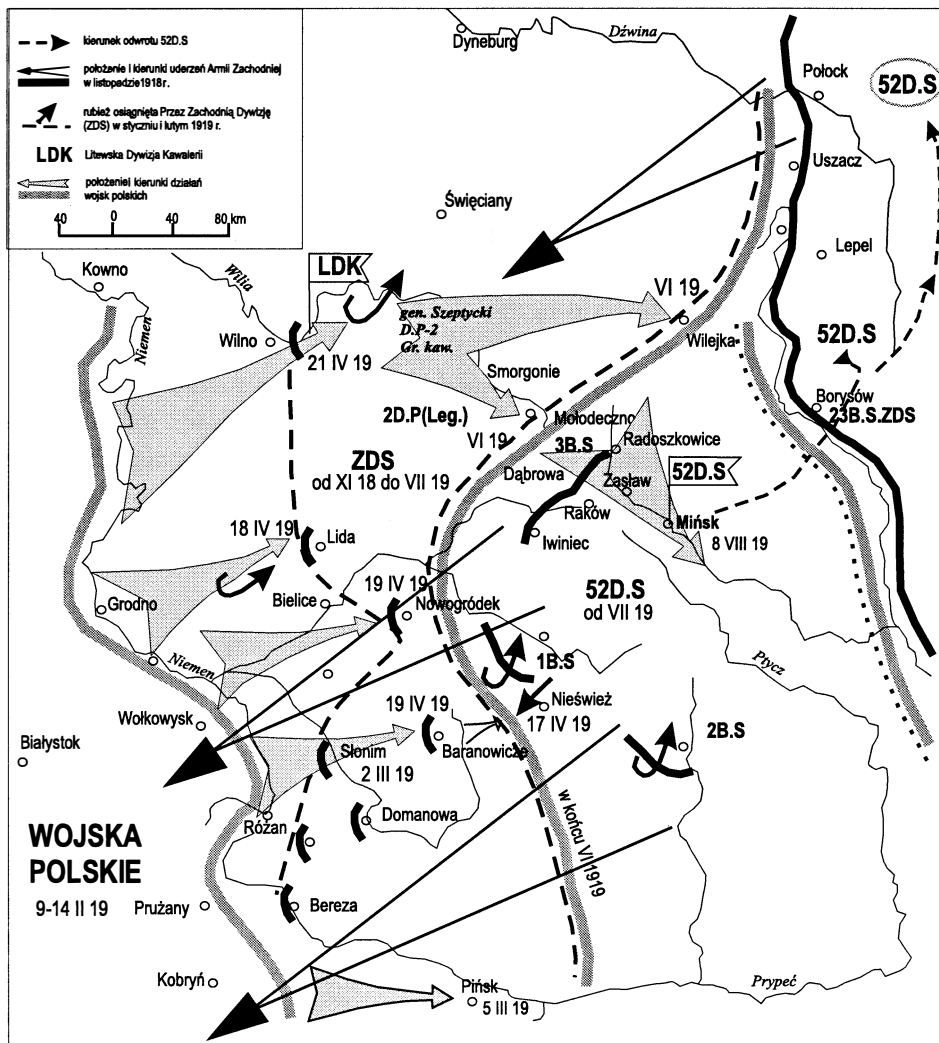 kierunek odwrotu 52D.S
położenie i kierunki uderzeń Armii Zachodniej
w listopadzie1918 r.
rubież osiągnięta Przez Zachodnią Dywizję
(ZDS) w styczniu i lutym 1919 r.
LDK Litewska Dywizja Kawalerii
położenei kierunki działań
wojsk polskich
40 0 40 80 km
Dyneburg
Dźwina
Połock
52D.S
Uszacz
Święciany
Lepel
Kowno
Wilia
LDK
Niemen
Wilno
gen. Szeptycki
D.P-2
Gr. kaw.
VI 19
Wilejka
52D.S
21 IV 19
Smorgonie
Borysów
23B.S.ZDS
2D.P(Leg.)
VI 19
Mołodeczno
Radoszkowice
3B.S
ZDS
od XI 18 do VII 19
Dąbrowa
Zasław
52D.S
Raków
Mińsk
8 VIII 19
18 IV 19
Lida
Iwiniec
Grodno
Bielice
19 IV 19
Nowogródek
52D.S
od VII 19
Niemen
1B.S
Ptycz
Wołkowysk
19 IV 19
Nieśwież
17 IV 19
2B.S
Białystok
Słonim
2 III 19
Baranowicze
Różan
Domanowa
w końcu VI 1919
WOJSKA
POLSKIE
9-14 II 19
Prużany
Bereza
Kobryń
Pińsk
5 III 19
Prypeć